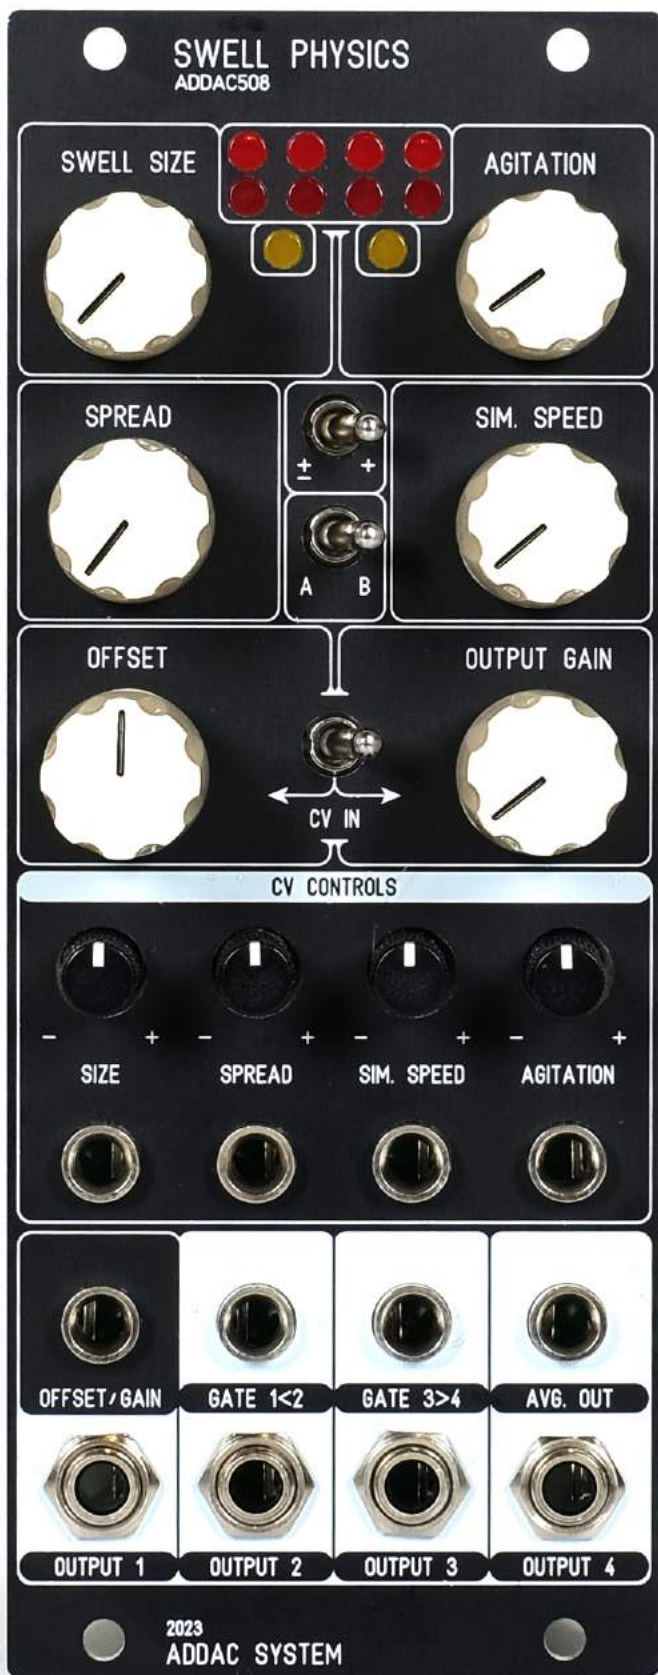 SWELL PHYSICS
ADDAC508
SWELL SIZE
AGITATION
SPREAD
SIM. SPEED
± +
A B
OFFSET
OUTPUT GAIN
CV IN
CV CONTROLS
- + - + - + - +
SIZE SPREAD SIM. SPEED AGITATION
OFFSET/GAIN GATE 1<2 GATE 3>4 AVG. OUT
OUTPUT 1 OUTPUT 2 OUTPUT 3 OUTPUT 4
2023
ADDAC SYSTEM